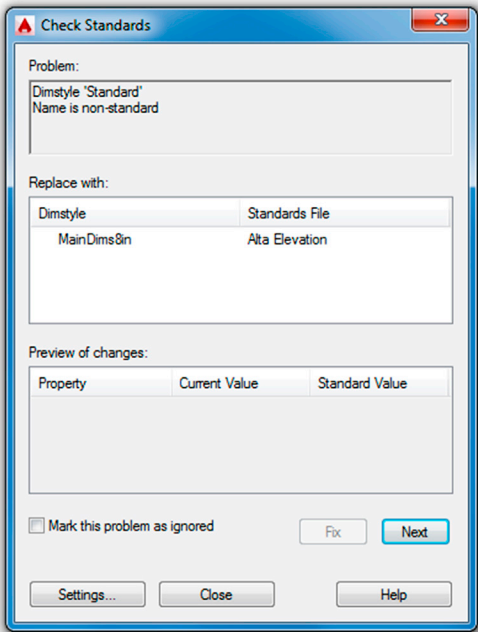 Check Standards
Problem:
Dimstyle 'Standard'
Name is non-standard
Replace with:
Dimstyle Standards File
MainDims8in Alta Elevation
Preview of changes:
Property Current Value Standard Value
Mark this problem as ignored Fix Next
Settings... Close Help